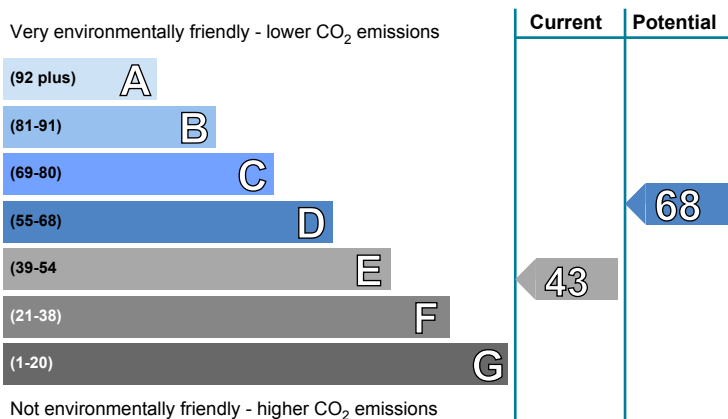 Very environmentally friendly - lower CO2 emissions
Current
Potential
(92 plus) A
(81-91) B
(69-80) C
(55-68) D
68
(39-54 E
43
(21-38) F
(1-20) G
Not environmentally friendly - higher CO2 emissions